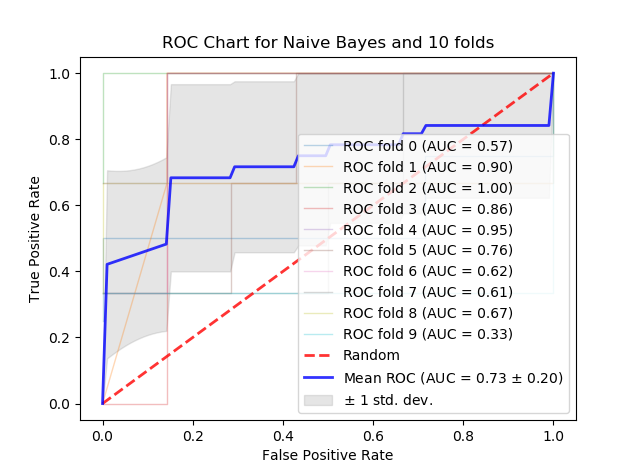 ROC Chart for Naive Bayes and 10 folds
True Positive Rate
1.0
0.8
0.6
0.4
0.2
0.0
ROC fold 0 (AUC = 0.57)
ROC fold 1 (AUC = 0.90)
ROC fold 2 (AUC = 1.00)
ROC fold 3 (AUC = 0.86)
ROC fold 4 (AUC = 0.95)
ROC fold 5 (AUC = 0.76)
ROC fold 6 (AUC = 0.62)
ROC fold 7 (AUC = 0.61)
ROC fold 8 (AUC = 0.67)
ROC fold 9 (AUC = 0.33)
Random
Mean ROC (AUC = 0.73 ± 0.20)
± 1 std. dev.
0.0 0.2 0.4 0.6 0.8 1.0
False Positive Rate